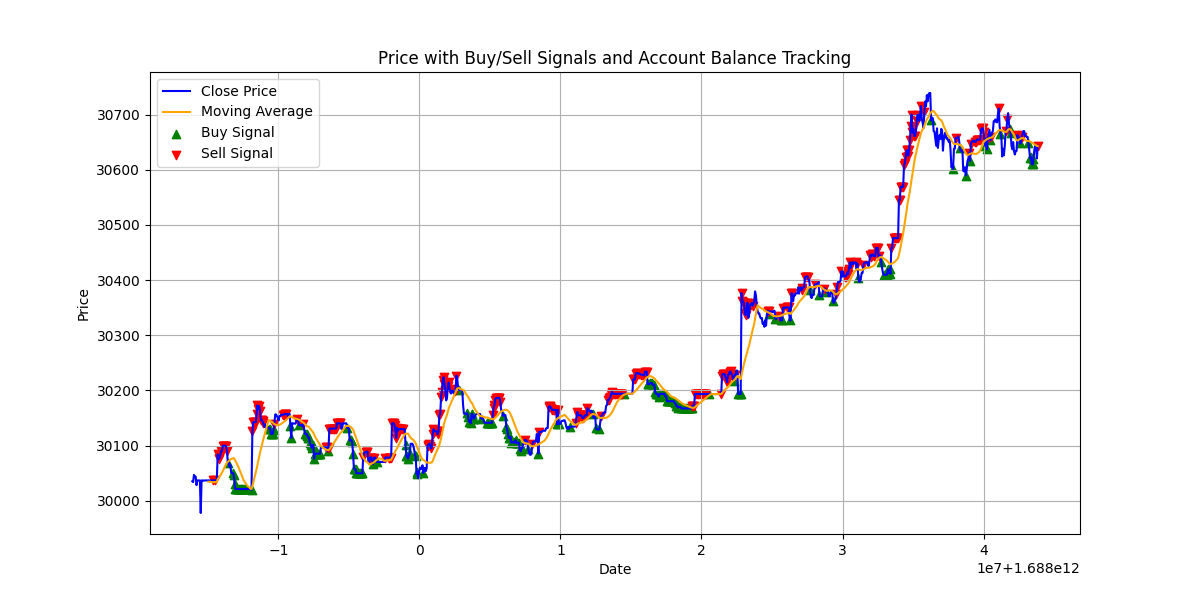 Price with Buy/Sell Signals and Account Balance Tracking
Close Price
Moving Average
Buy Signal
Sell Signal
30700
30600
30500
30400
30300
30200
30100
30000
Price
−1
0
1
2
3
4
1e7+1.688e12
Date